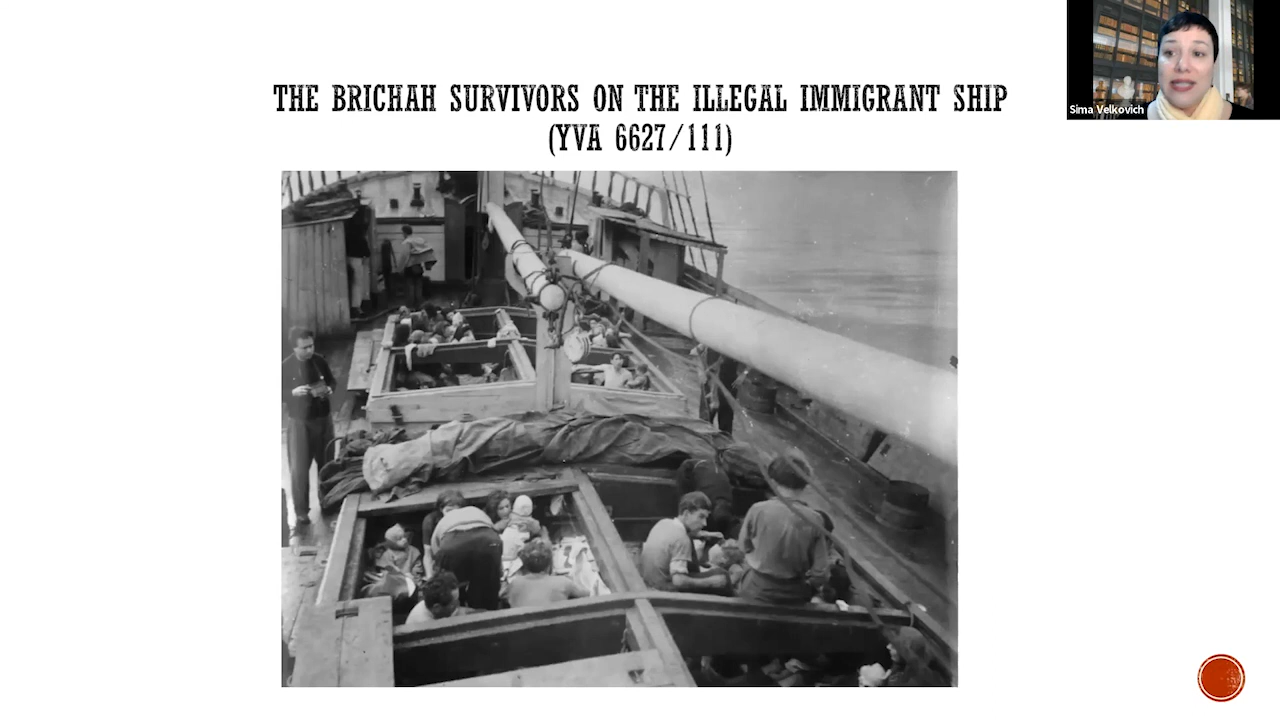 THE BRICHAH SURVIVORS ON THE ILLEGAL IMMIGRANT SHIP
(YVA 6627/111)
Sima Velkovich